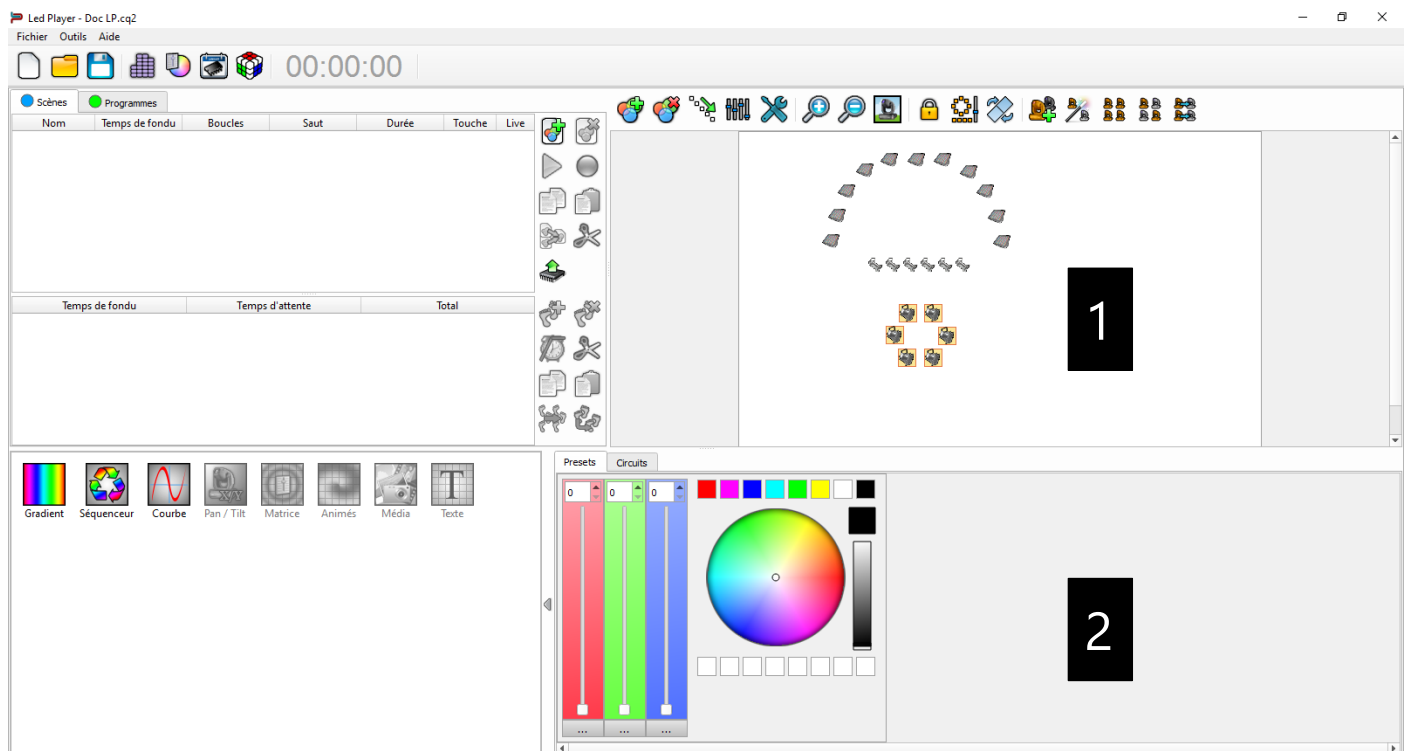 Led Player - Doc LP.cq2
Fichier Outils Aide
00:00:00
Scènes Programmes
Nom Temps de fondu Boucles Saut Durée Touche Live
Temps de fondu Temps d'attente Total
1
Gradient Séquenceur Courbe Pan / Tilt Matrice Animés Média Texte
XY
T
Presets Circuits
0 0 0
... ... ...
2